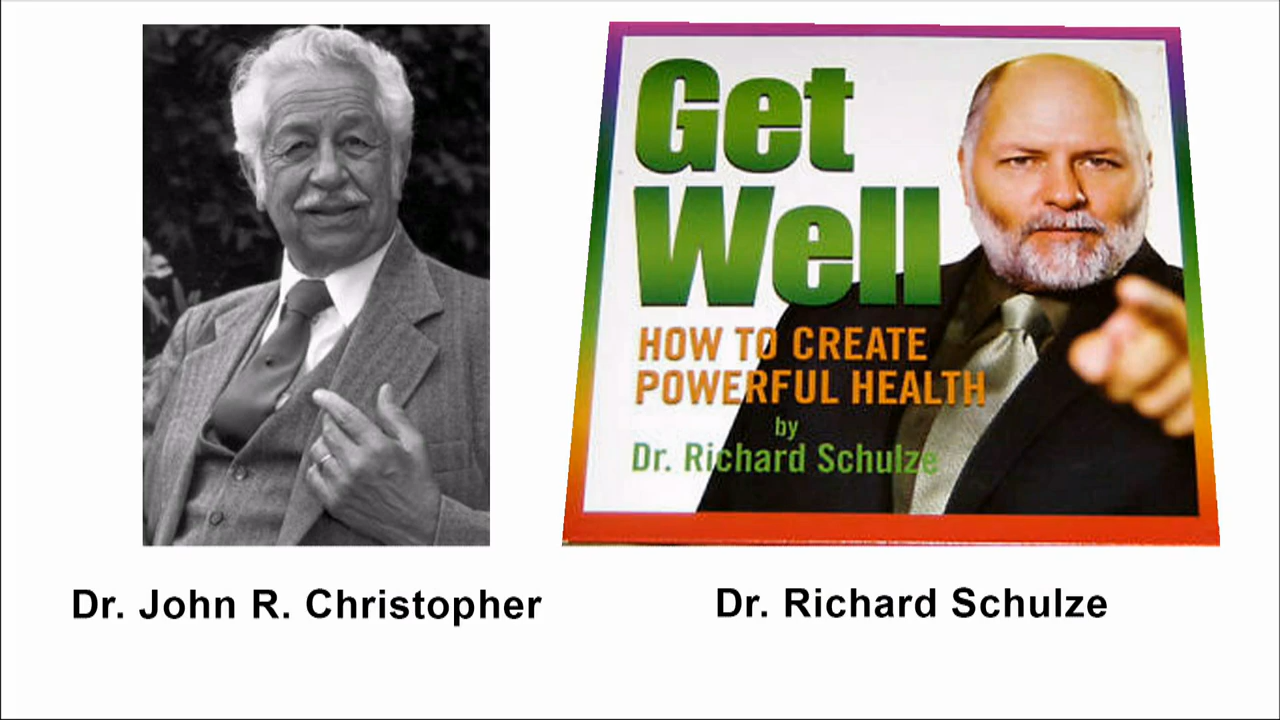 Get
Well
HOW TO CREATE
POWERFUL HEALTH
by
Dr. Richard Schulze
Dr. John R. Christopher
Dr. Richard Schulze